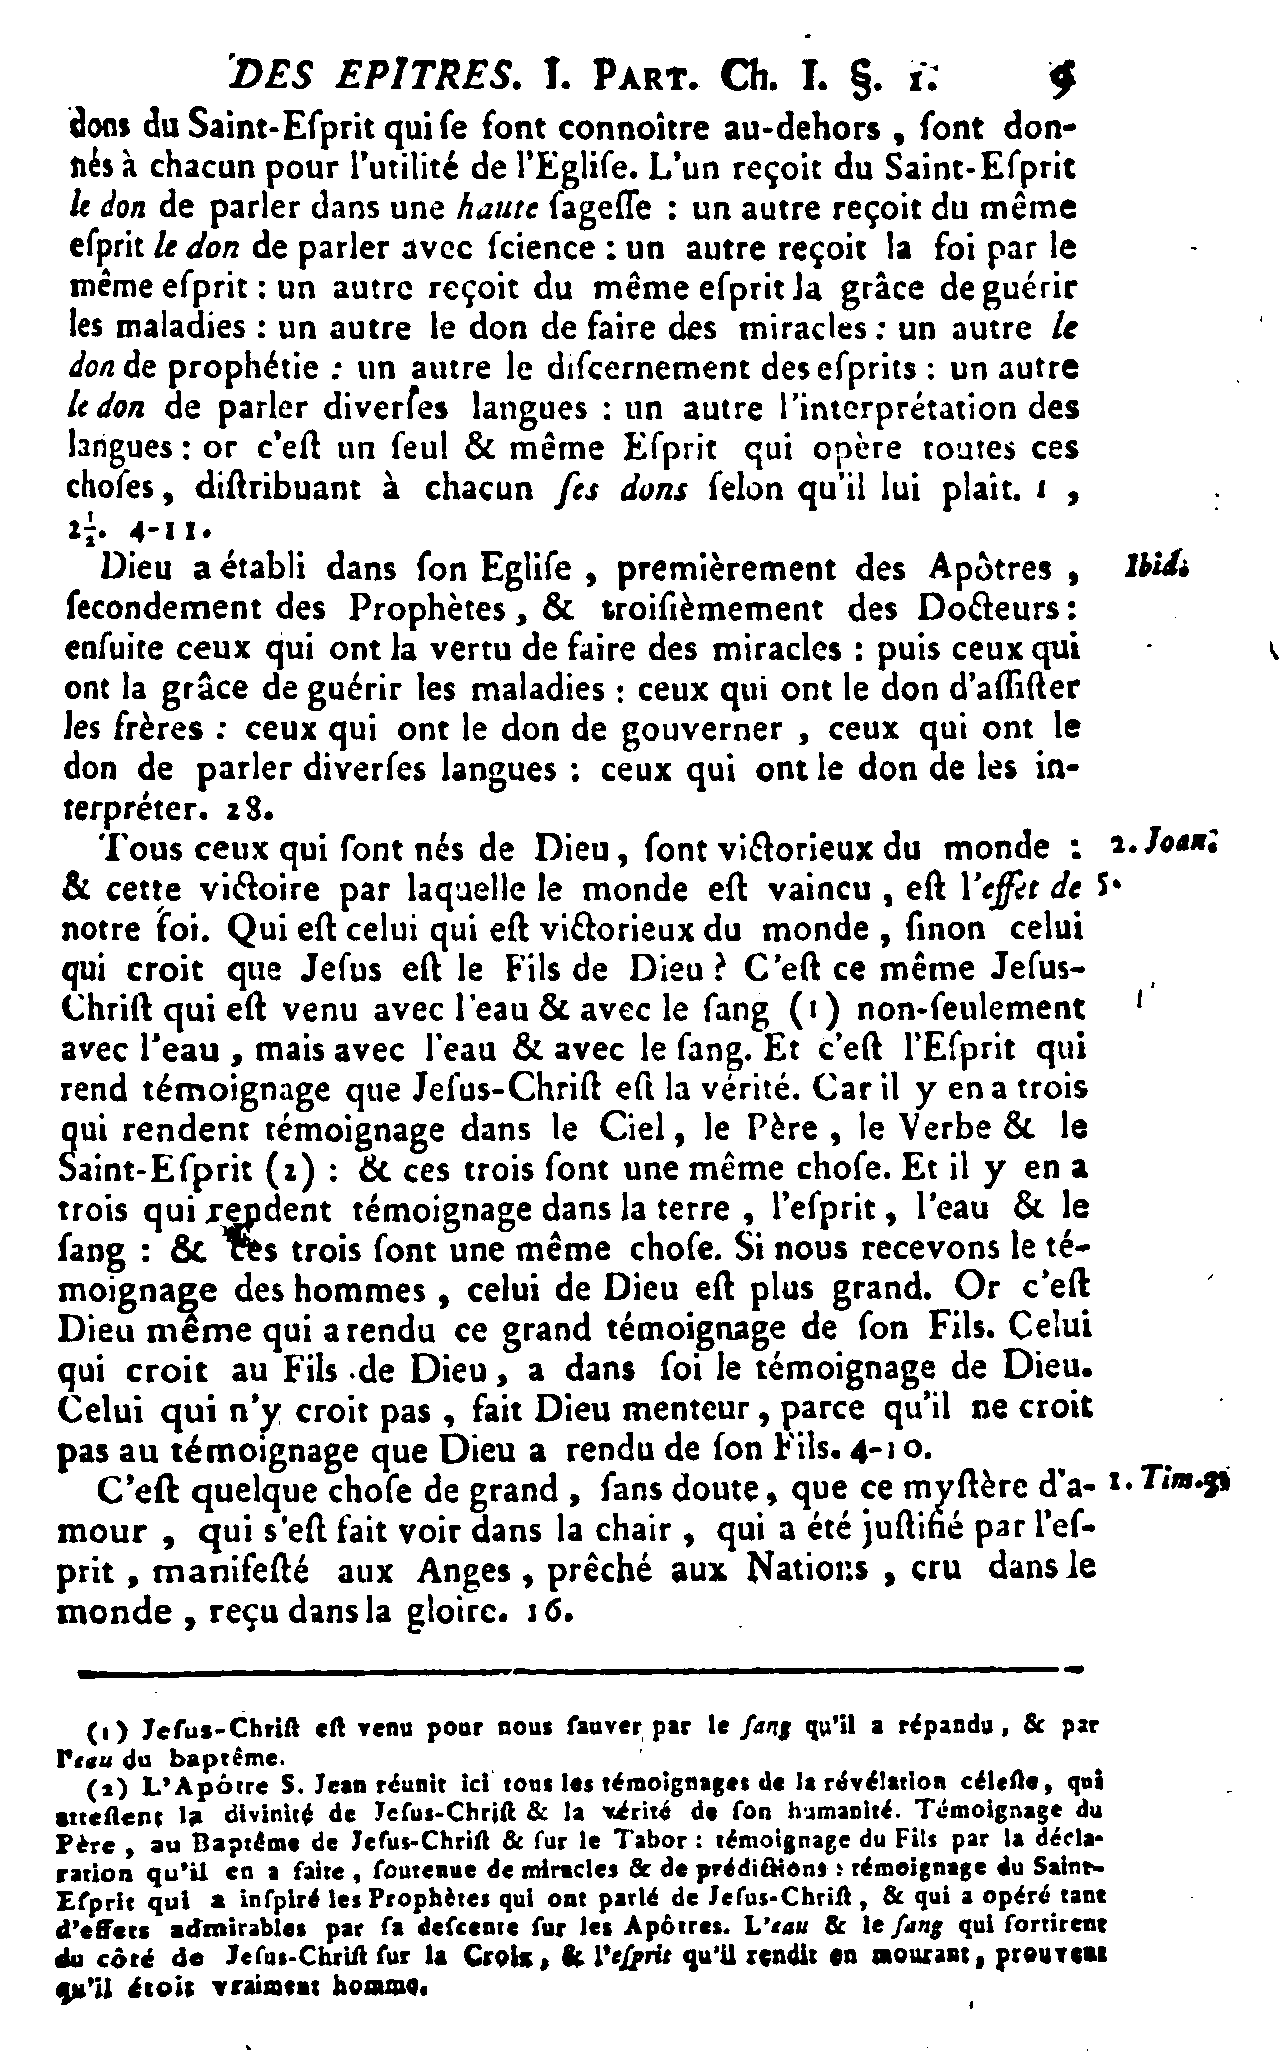 DES EPITRES. I. PART. Ch. I. §. 1. 5
dons du Saint-Eſprit qui ſe ſont connoître au-dehors, ſont don-
nés à chacun pour l'utilité de l'Egliſe. L'un reçoit du Saint-Eſprit
le don de parler dans une haute ſageſſe : un autre reçoit du même
eſprit le don de parler avec ſcience : un autre reçoit la foi par le
même eſprit : un autre reçoit du même eſprit la grâce de guérir
les maladies : un autre le don de faire des miracles : un autre le
don de prophétie : un autre le diſcernement des eſprits : un autre
le don de parler diverſes langues : un autre l'interprétation des
langues : or c'eſt un ſeul & même Eſprit qui opère toutes ces
choſes, diſtribuant à chacun ſes dons ſelon qu'il lui plait. 1,
4-11.
Dieu a établi dans ſon Egliſe, premièrement des Apôtres, Ibid.
ſecondement des Prophètes, & troiſièmement des Docteurs :
enſuite ceux qui ont la vertu de faire des miracles : puis ceux qui
ont la grâce de guérir les maladies : ceux qui ont le don d'aſſiſter
les frères : ceux qui ont le don de gouverner, ceux qui ont le
don de parler diverſes langues : ceux qui ont le don de les in-
terpréter. 28.
Tous ceux qui ſont nés de Dieu, ſont victorieux du monde : 1. Joan.
& cette victoire par laquelle le monde eſt vaincu, eſt l'effet de 5.
notre foi. Qui eſt celui qui eſt victorieux du monde, ſinon celui
qui croit que Jeſus eſt le Fils de Dieu ? C'eſt ce même Jeſus-
Chriſt qui eſt venu avec l'eau & avec le ſang (1) non-ſeulement
avec l'eau, mais avec l'eau & avec le ſang. Et c'eſt l'Eſprit qui
rend témoignage que Jeſus-Chriſt eſt la vérité. Car il y en a trois
qui rendent témoignage dans le Ciel, le Père, le Verbe & le
Saint-Eſprit (2) : & ces trois ſont une même choſe. Et il y en a
trois qui rendent témoignage dans la terre, l'eſprit, l'eau & le
ſang : & ces trois ſont une même choſe. Si nous recevons le té-
moignage des hommes, celui de Dieu eſt plus grand. Or c'eſt
Dieu même qui a rendu ce grand témoignage de ſon Fils. Celui
qui croit au Fils de Dieu, a dans ſoi le témoignage de Dieu.
Celui qui n'y croit pas, fait Dieu menteur, parce qu'il ne croit
pas au témoignage que Dieu a rendu de ſon Fils. 4-10.
C'eſt quelque choſe de grand, ſans doute, que ce myſtère d'a- 1. Tim. 3.
mour, qui s'eſt fait voir dans la chair, qui a été juſtifié par l'eſ-
prit, manifeſté aux Anges, prêché aux Nations, cru dans le
monde, reçu dans la gloire. 16.
(1) Jeſus-Chriſt eſt venu pour nous ſauver par le ſang qu'il a répandu, & par
l'eau du baptême.
(2) L'Apôtre S. Jean réunit ici tous les témoignages de la révélation céleſte, qui
atteſtent la divinité de Jeſus-Chriſt & la vérité de ſon humanité. Témoignage du
Père, au Baptême de Jeſus-Chriſt & ſur le Tabor : témoignage du Fils par la décla-
ration qu'il en a faite, ſoutenue de miracles & de prédictions : témoignage du Saint-
Eſprit qui a inſpiré les Prophètes qui ont parlé de Jeſus-Chriſt, & qui a opéré tant
d'effets admirables par ſa deſcente ſur les Apôtres. L'eau & le ſang qui ſortirent
du côté de Jeſus-Chriſt ſur la Croix, & l'eſprit qu'il rendit en mourant, prouvent
qu'il étoit vraiment homme.